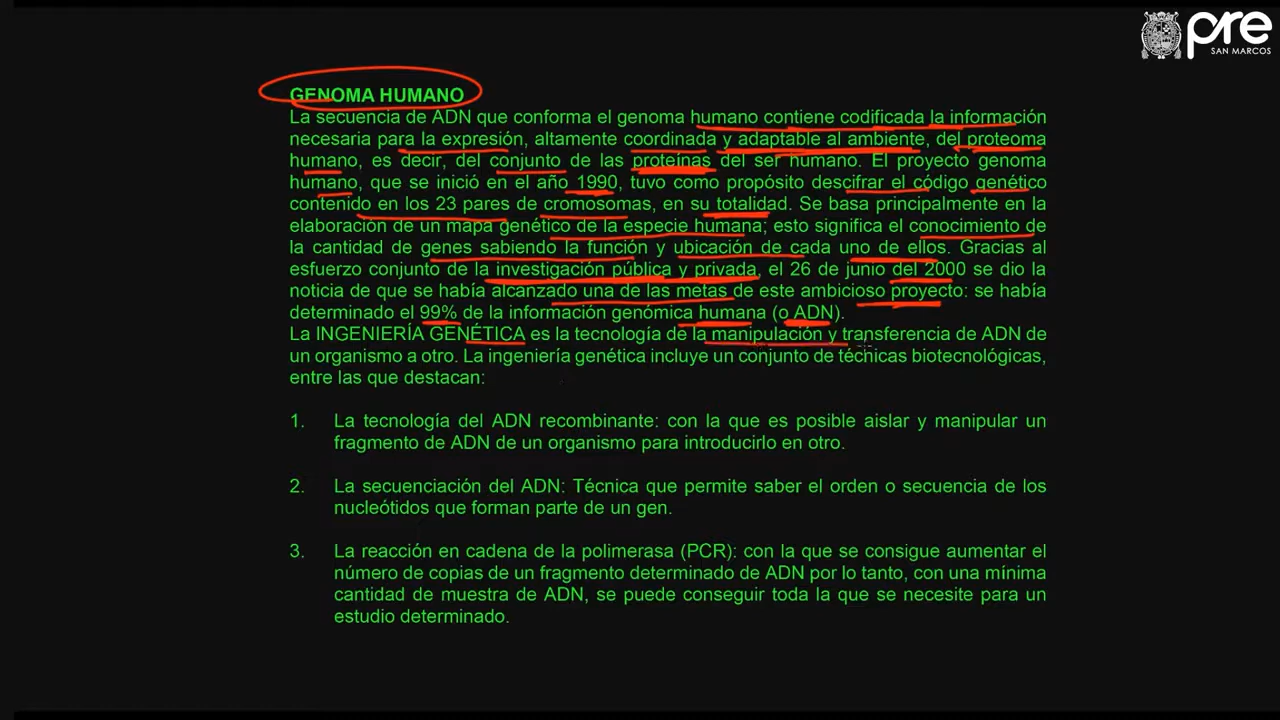 pre
SAN MARCOS
GENOMA HUMANO
La secuencia de ADN que conforma el genoma humano contiene codificada la información
necesaria para la expresión, altamente coordinada y adaptable al ambiente, del proteoma
humano, es decir, del conjunto de las proteínas del ser humano. El proyecto genoma
humano, que se inició en el año 1990, tuvo como propósito descifrar el código genético
contenido en los 23 pares de cromosomas, en su totalidad. Se basa principalmente en la
elaboración de un mapa genético de la especie humana; esto significa el conocimiento de
la cantidad de genes sabiendo la función y ubicación de cada uno de ellos. Gracias al
esfuerzo conjunto de la investigación pública y privada, el 26 de junio del 2000 se dio la
noticia de que se había alcanzado una de las metas de este ambicioso proyecto: se había
determinado el 99% de la información genómica humana (o ADN).
La INGENIERÍA GENÉTICA es la tecnología de la manipulación y transferencia de ADN de
un organismo a otro. La ingeniería genética incluye un conjunto de técnicas biotecnológicas,
entre las que destacan:
1. La tecnología del ADN recombinante: con la que es posible aislar y manipular un
fragmento de ADN de un organismo para introducirlo en otro.
2. La secuenciación del ADN: Técnica que permite saber el orden o secuencia de los
nucleótidos que forman parte de un gen.
3. La reacción en cadena de la polimerasa (PCR): con la que se consigue aumentar el
número de copias de un fragmento determinado de ADN por lo tanto, con una mínima
cantidad de muestra de ADN, se puede conseguir toda la que se necesite para un
estudio determinado.